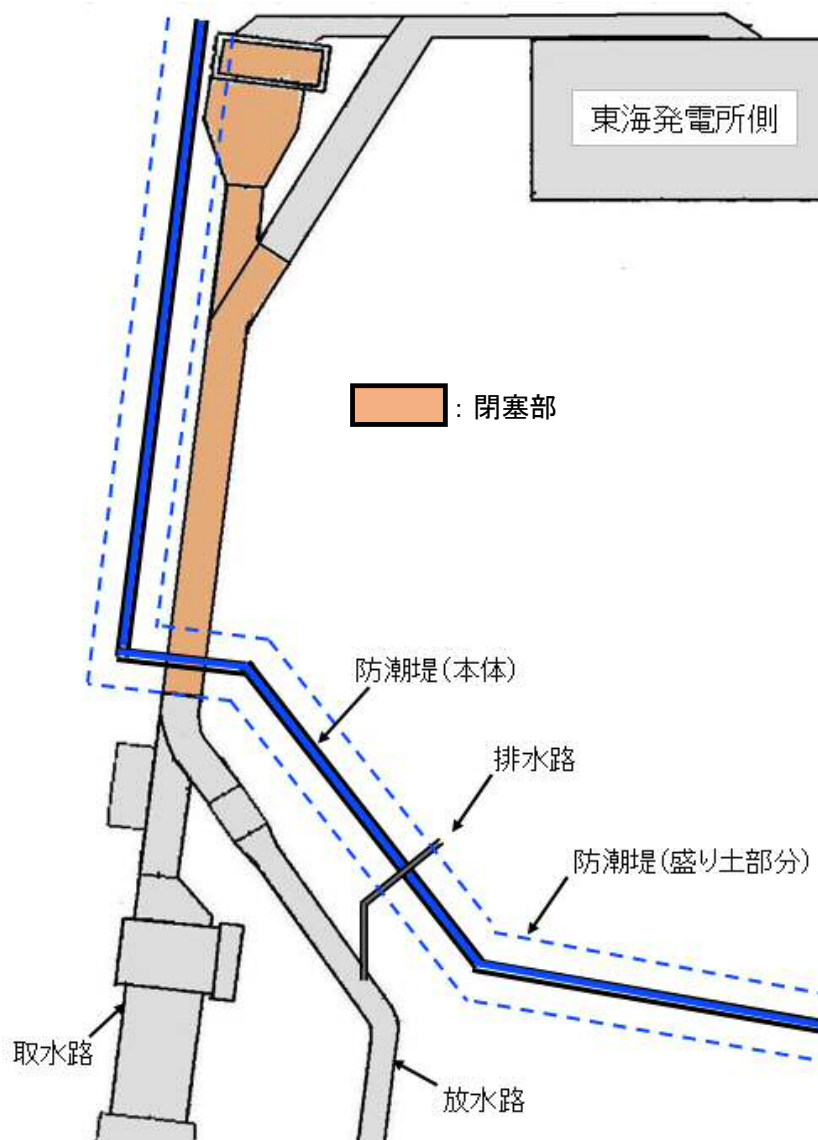 東海発電所側
：閉塞部
防潮堤(本体)
排水路
防潮堤(盛り土部分)
取水路
放水路